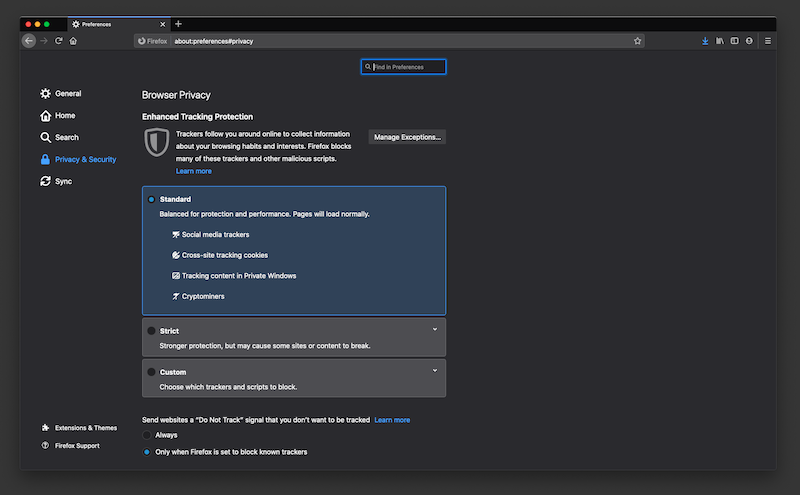 Preferences
Firefox
about:preferences#privacy
Find in Preferences
General
Home
Search
Privacy & Security
Sync
Browser Privacy
Enhanced Tracking Protection
Trackers follow you around online to collect information
about your browsing habits and interests. Firefox blocks
many of these trackers and other malicious scripts.
Learn more
Manage Exceptions...
Standard
Balanced for protection and performance. Pages will load normally.
Social media trackers
Cross-site tracking cookies
Tracking content in Private Windows
Cryptominers
Strict
Stronger protection, but may cause some sites or content to break.
Custom
Choose which trackers and scripts to block.
Send websites a “Do Not Track” signal that you don’t want to be tracked Learn more
Always
Only when Firefox is set to block known trackers
Extensions & Themes
Firefox Support